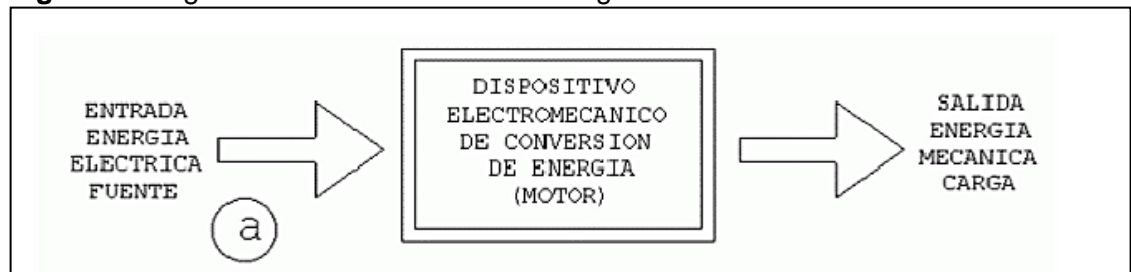 ENTRADA
ENERGIA
ELECTRICA
FUENTE
a
DISPOSITIVO
ELECTROMECANICO
DE CONVERSION
DE ENERGIA
(MOTOR)
SALIDA
ENERGIA
MECANICA
CARGA